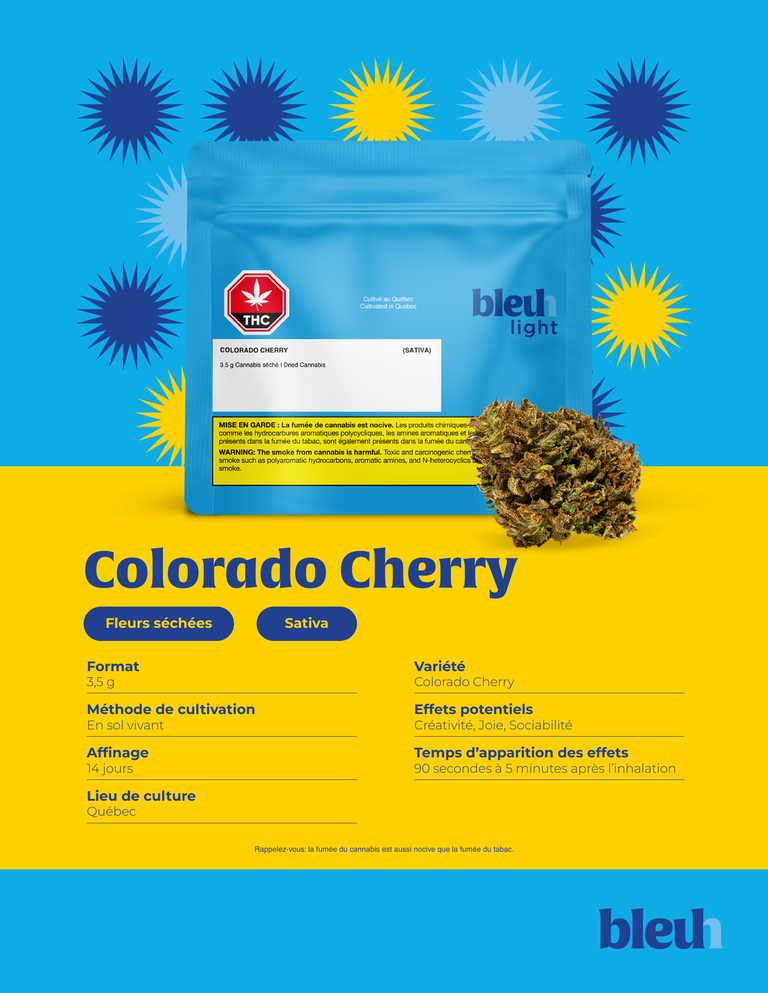 Cultivé au Québec
Cultivated in Quebec
bleuh
light
THC
COLORADO CHERRY (SATIVA)
3.5 g Cannabis séché | Dried Cannabis
MISE EN GARDE : La fumée de cannabis est nocive. Les produits chimiques
comme les hydrocarbures aromatiques polycycliques, les amines aromatiques et
présents dans la fumée du tabac, sont également présents dans la fumée du
WARNING: The smoke from cannabis is harmful. Toxic and carcinogenic
smoke such as polyaromatic hydrocarbons, aromatic amines, and N-heterocyclics
smoke.
Colorado Cherry
Fleurs séchées
Sativa
Format
3,5 g
Méthode de cultivation
En sol vivant
Affinage
14 jours
Lieu de culture
Québec
Variété
Colorado Cherry
Effets potentiels
Créativité, Joie, Sociabilité
Temps d’apparition des effets
90 secondes à 5 minutes après l’inhalation
Rappelez-vous: la fumée du cannabis est aussi nocive que la fumée du tabac.
bleuh